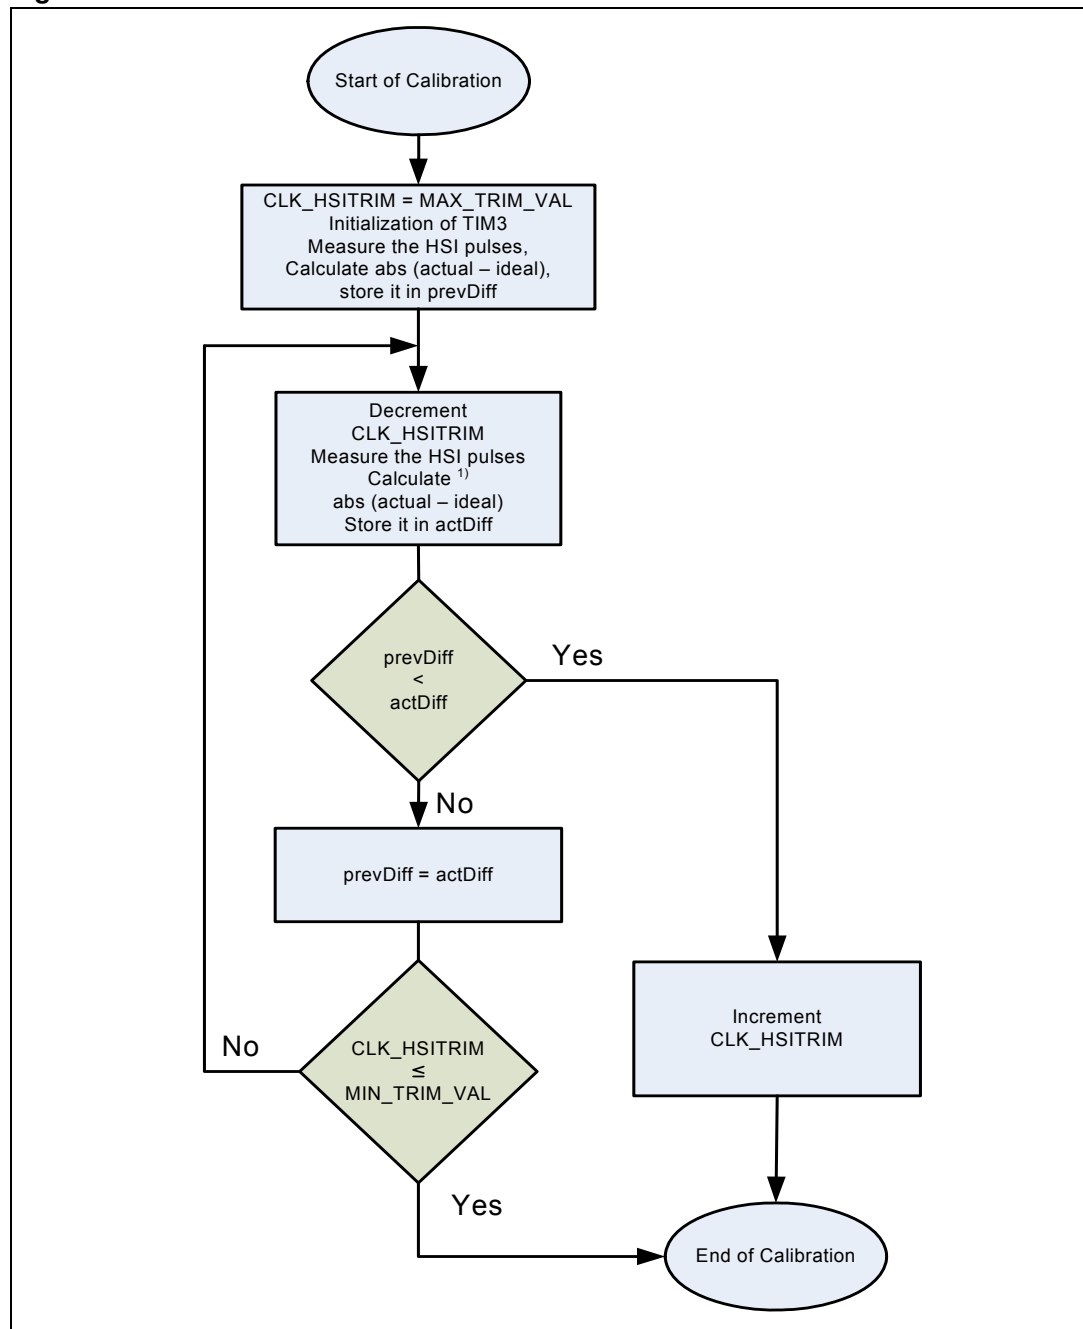 Start of Calibration
CLK_HSITRIM = MAX_TRIM_VAL
Initialization of TIM3
Measure the HSI pulses,
Calculate abs (actual – ideal),
store it in prevDiff
Decrement
CLK_HSITRIM
Measure the HSI pulses
Calculate 1)
abs (actual – ideal)
Store it in actDiff
prevDiff
<
actDiff
Yes
No
prevDiff = actDiff
CLK_HSITRIM
≤
MIN_TRIM_VAL
No
Yes
Increment
CLK_HSITRIM
End of Calibration